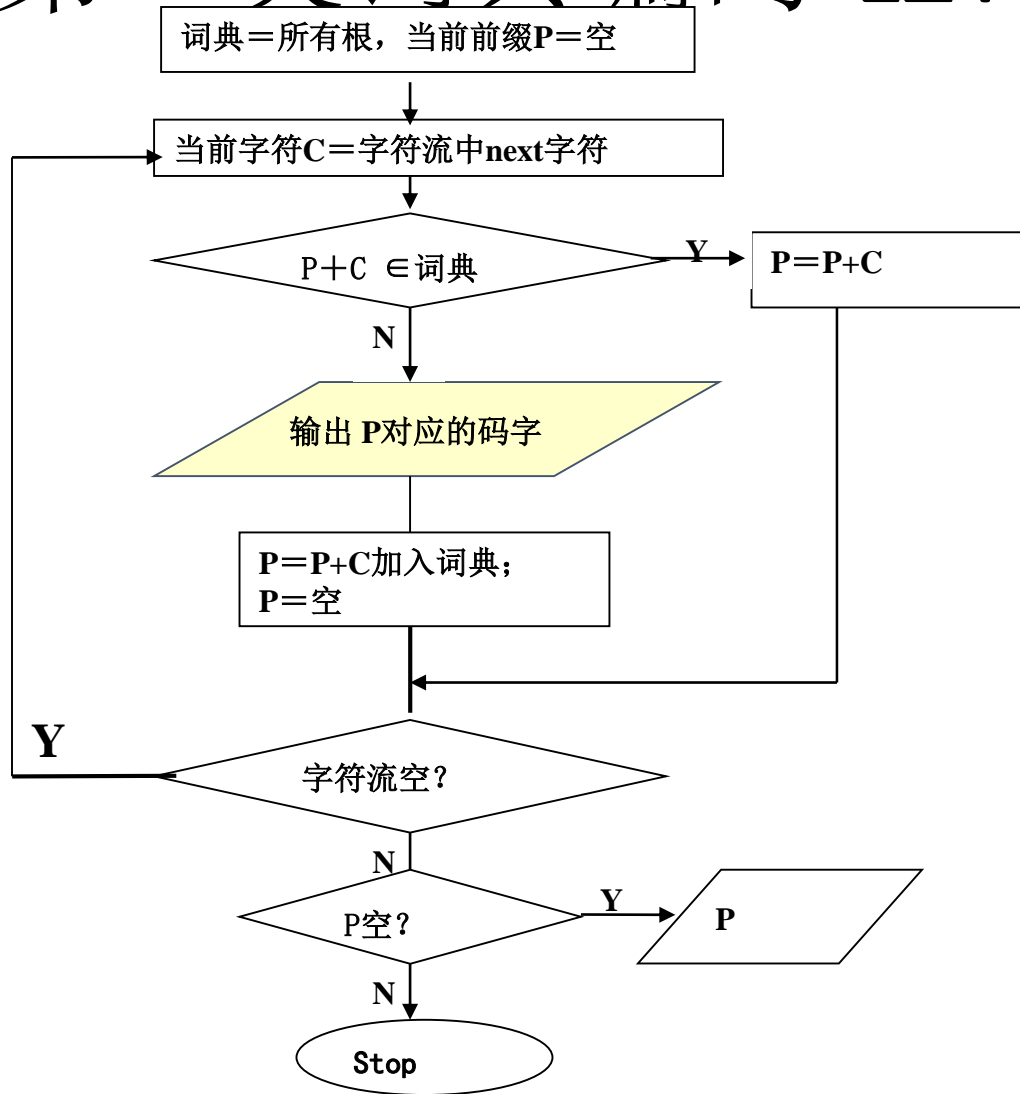 词典＝所有根，当前前缀P＝空
当前字符C＝字符流中next字符
P＋C ∈词典
Y
P＝P+C
N
输出 P对应的码字
P＝P+C加入词典；
P＝空
Y
字符流空？
N
P空？
Y
P
N
Stop